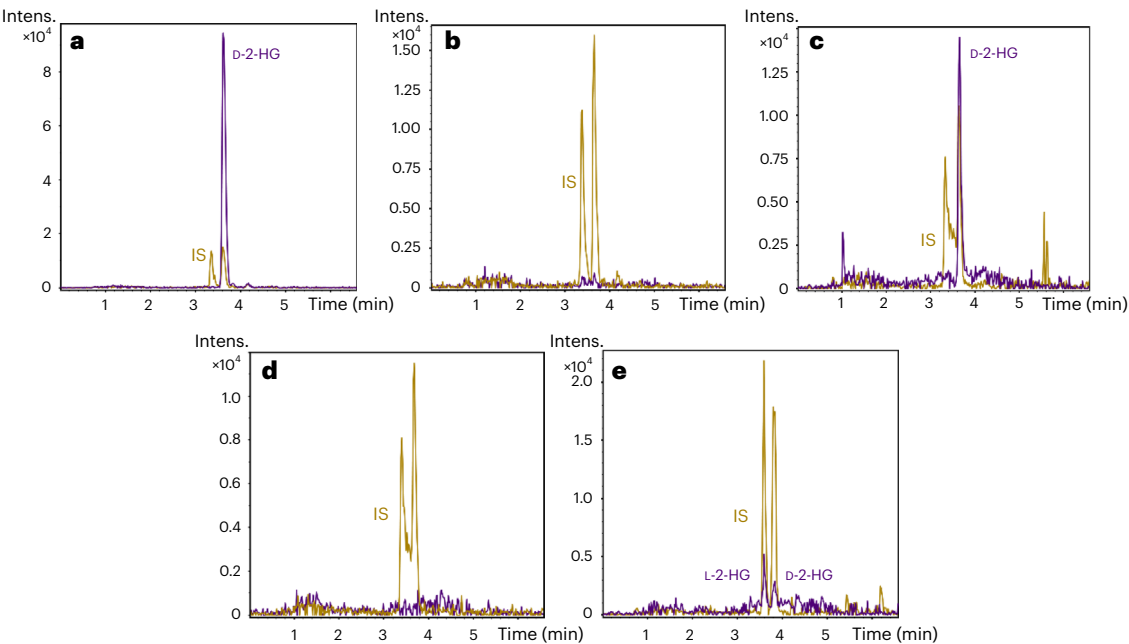 Intens.
×10⁴
a
D-2-HG
8
6
4
2
0
IS
1 2 3 4 5 Time (min)
Intens.
×10⁴
b
1.50
1.25
1.00
0.75
0.50
0.25
0
IS
1 2 3 4 5 Time (min)
Intens.
×10⁴
c
D-2-HG
1.25
1.00
0.75
0.50
0.25
0
IS
1 2 3 4 5 Time (min)
Intens.
×10⁴
d
1.0
0.8
0.6
0.4
0.2
0
IS
1 2 3 4 5 Time (min)
Intens.
×10⁴
e
2.0
1.5
1.0
0.5
0
IS
L-2-HG D-2-HG
1 2 3 4 5 Time (min)